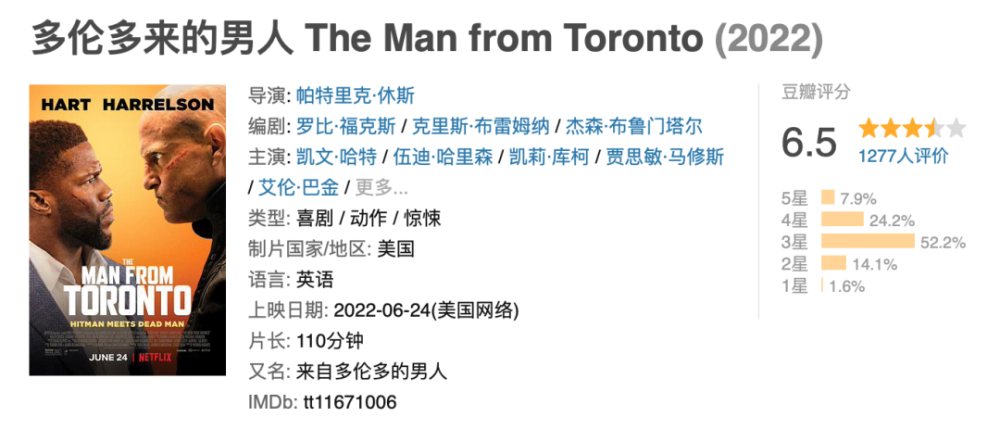 多伦多来的男人 The Man from Toronto (2022)
HART HARRELSON
THE
MAN FROM
TORONTO
HITMAN MEETS DEAD MAN
JUNE 24 | NETFLIX
导演: 帕特里克·休斯
编剧: 罗比·福克斯 / 克里斯·布雷姆纳 / 杰森·布鲁门塔尔
主演: 凯文·哈特 / 伍迪·哈里森 / 凯莉·库柯 / 贾思敏·马修斯
/ 艾伦·巴金 / 更多...
类型: 喜剧 / 动作 / 惊悚
制片国家/地区: 美国
语言: 英语
上映日期: 2022-06-24(美国网络)
片长: 110分钟
又名: 来自多伦多的男人
IMDb: tt11671006
豆瓣评分
6.5
1277人评价
5星 7.9%
4星 24.2%
3星 52.2%
2星 14.1%
1星 1.6%